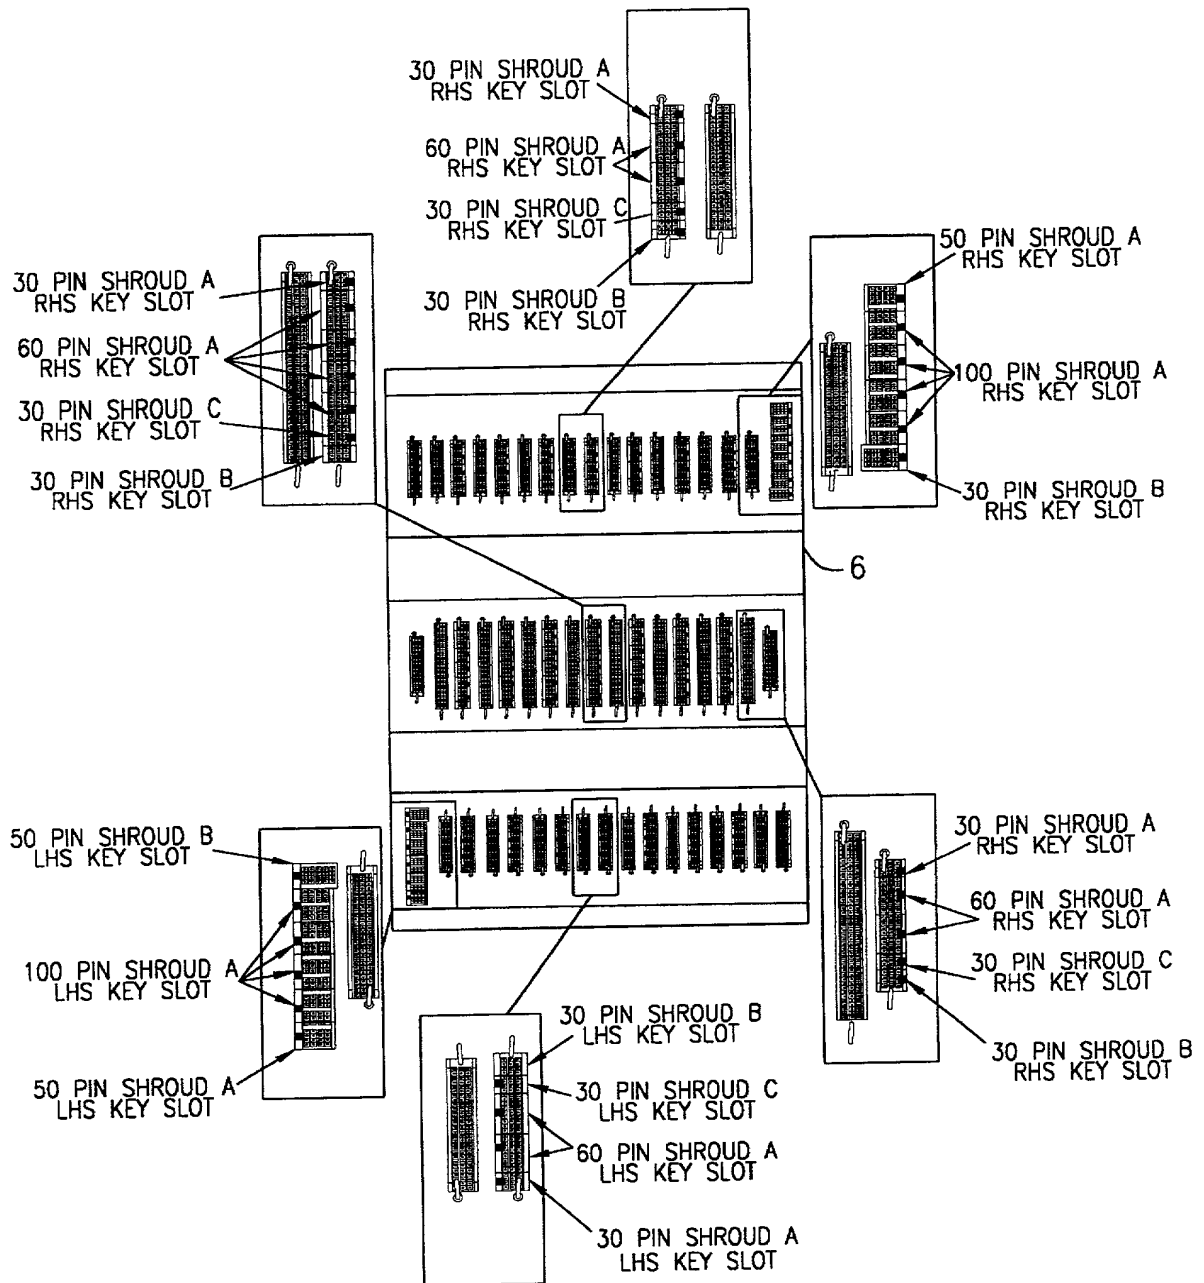 30 PIN SHROUD A
RHS KEY SLOT
60 PIN SHROUD A
RHS KEY SLOT
30 PIN SHROUD C
RHS KEY SLOT
30 PIN SHROUD B
RHS KEY SLOT
30 PIN SHROUD A
RHS KEY SLOT
60 PIN SHROUD A
RHS KEY SLOT
30 PIN SHROUD C
RHS KEY SLOT
30 PIN SHROUD B
RHS KEY SLOT
50 PIN SHROUD A
RHS KEY SLOT
100 PIN SHROUD A
RHS KEY SLOT
30 PIN SHROUD B
RHS KEY SLOT
6
50 PIN SHROUD B
LHS KEY SLOT
100 PIN SHROUD A
LHS KEY SLOT
50 PIN SHROUD A
LHS KEY SLOT
30 PIN SHROUD A
RHS KEY SLOT
60 PIN SHROUD A
RHS KEY SLOT
30 PIN SHROUD C
RHS KEY SLOT
30 PIN SHROUD B
RHS KEY SLOT
30 PIN SHROUD B
LHS KEY SLOT
30 PIN SHROUD C
LHS KEY SLOT
60 PIN SHROUD A
LHS KEY SLOT
30 PIN SHROUD A
LHS KEY SLOT